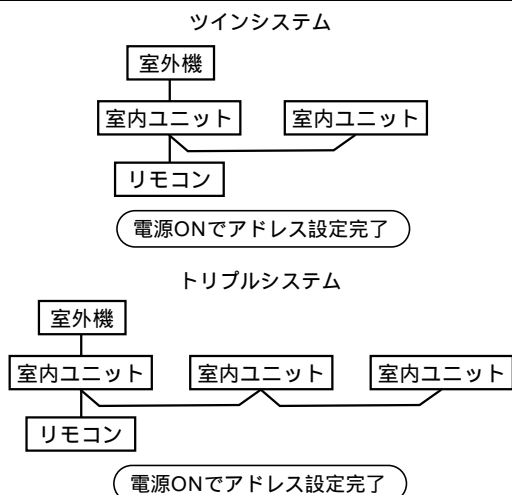 ツインシステム
室外機
室内ユニット 室内ユニット
リモコン
電源ONでアドレス設定完了
トリプルシステム
室外機
室内ユニット 室内ユニット 室内ユニット
リモコン
電源ONでアドレス設定完了